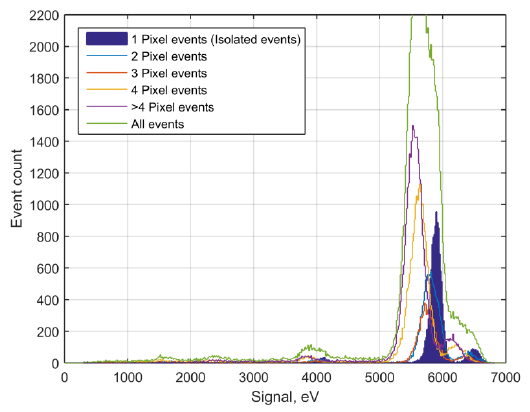 2200
2000
1800
1600
1400
1200
1000
800
600
400
200
0
Event count
1 Pixel events (Isolated events)
2 Pixel events
3 Pixel events
4 Pixel events
>4 Pixel events
All events
0 1000 2000 3000 4000 5000 6000 7000
Signal, eV